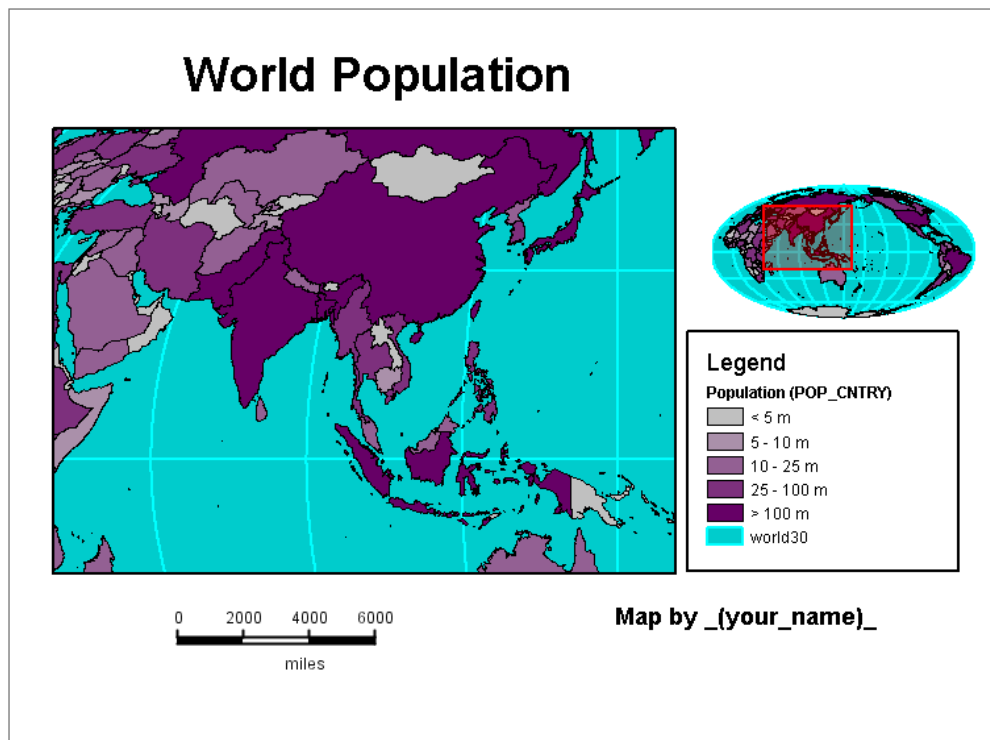 World Population
Legend
Population (POP_CNTRY)
< 5 m
5 - 10 m
10 - 25 m
25 - 100 m
> 100 m
world30
0 2000 4000 6000
miles
Map by _(your_name)_